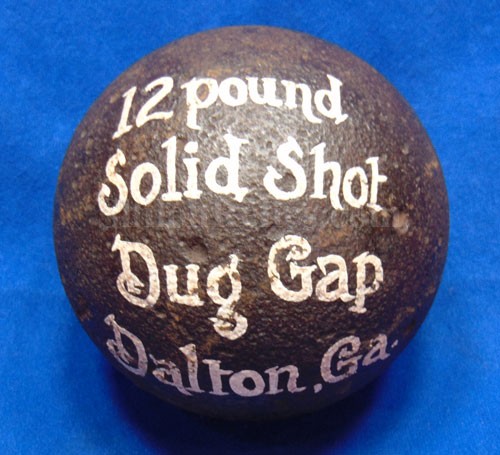 12 pound
Solid Shot
Dug Gap
Dalton, Ga.